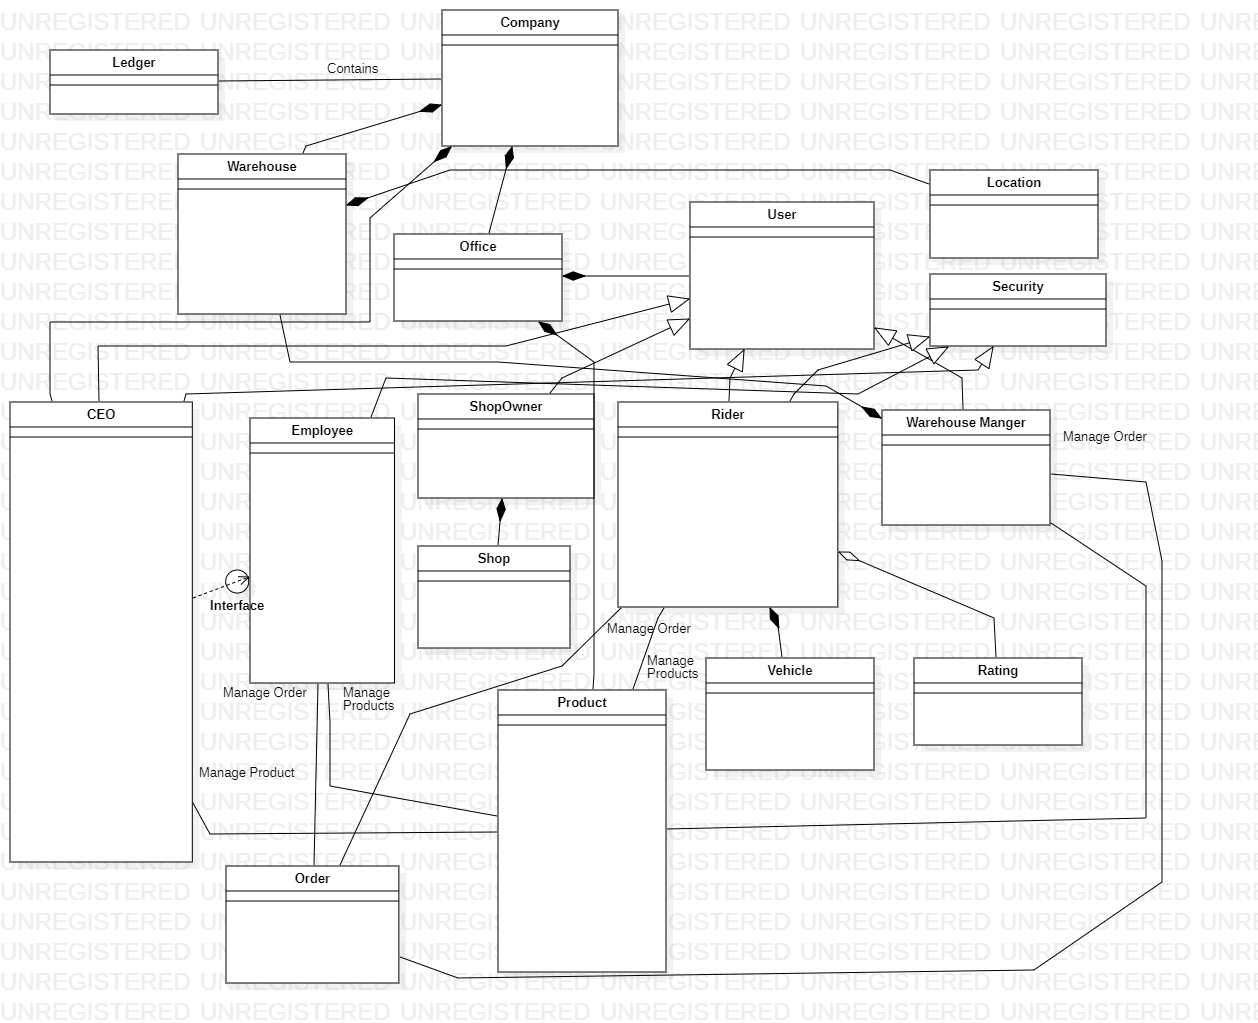 Company
Ledger
Contains
Warehouse
Location
User
Office
Security
CEO
ShopOwner
Rider
Warehouse Manger
Employee
Manage Order
Shop
Interface
Manage Order
Manage
Products
Vehicle
Rating
Manage Order
Manage
Products
Product
Manage Product
Order
UNREGISTERED